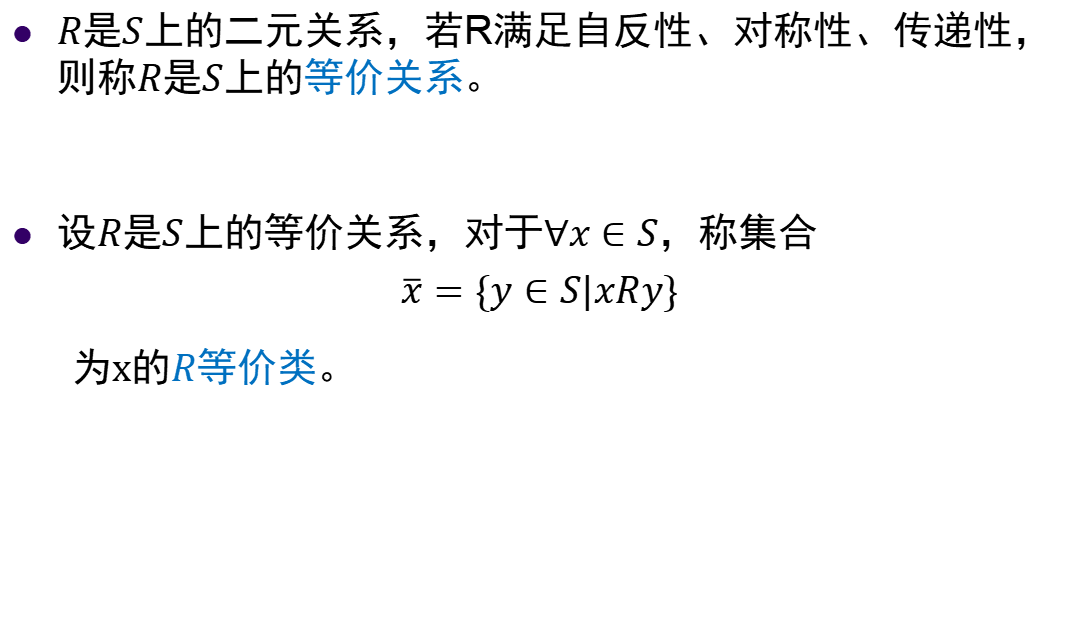 ● R是S上的二元关系，若R满足自反性、对称性、传递性，
则称R是S上的等价关系。
● 设R是S上的等价关系，对于∀x ∈ S，称集合
x̄ = {y ∈ S|xRy}
为x的R等价类。